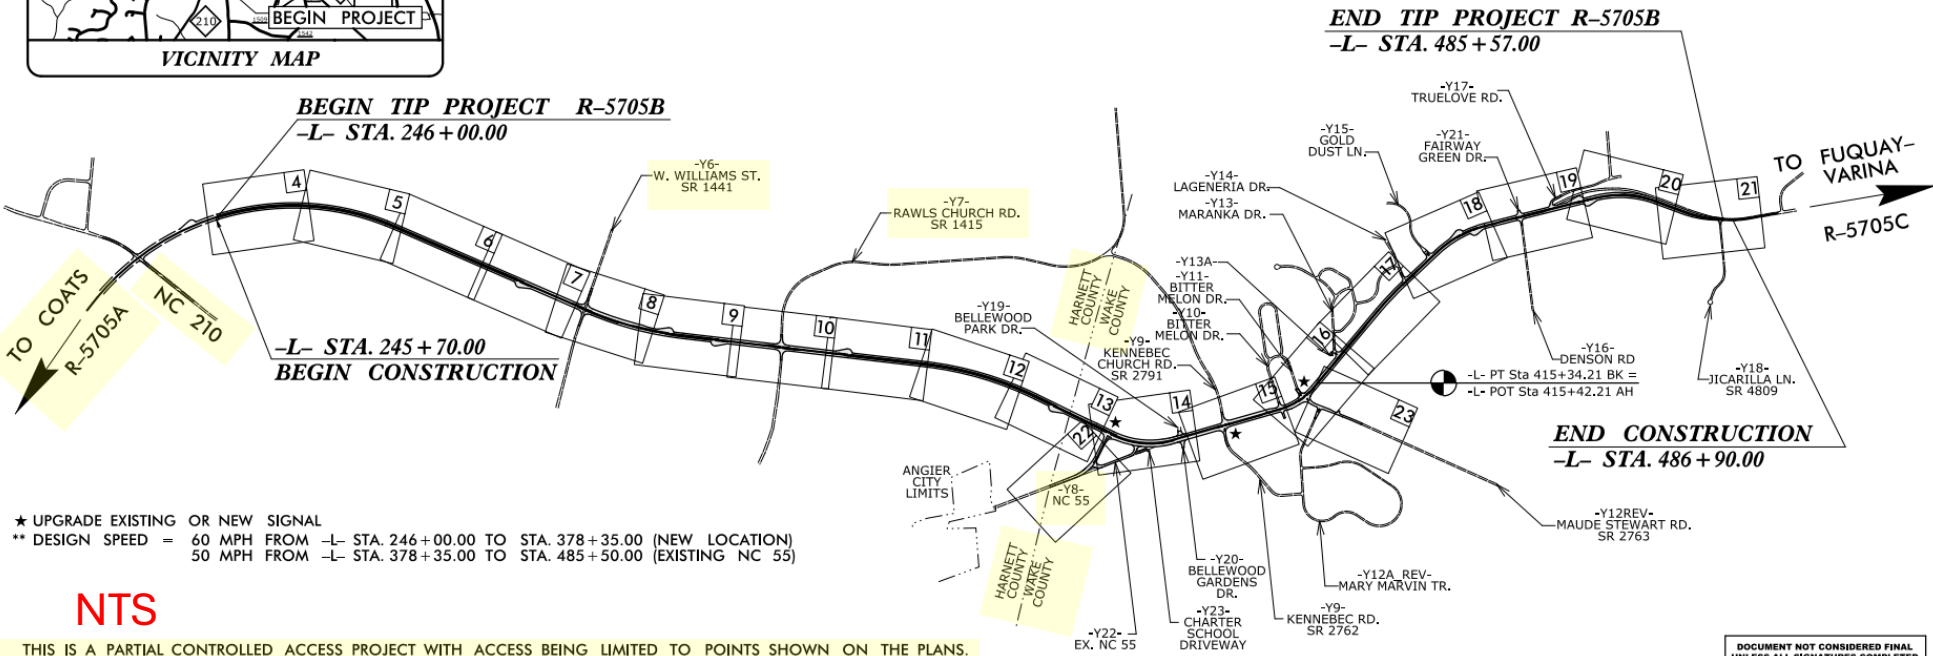 210
1509
BEGIN PROJECT
1542
VICINITY MAP
BEGIN TIP PROJECT R–5705B
–L– STA. 246+00.00
END TIP PROJECT R–5705B
–L– STA. 485+57.00
-Y17-
TRUELOVE RD.
-Y15-
GOLD
DUST LN.
-Y21-
FAIRWAY
GREEN DR.
-Y6-
W. WILLIAMS ST.
SR 1441
-Y7-
RAWLS CHURCH RD.
SR 1415
-Y14-
LAGENERIA DR.
-Y13-
MARANKA DR.
TO FUQUAY–
VARINA
R–5705C
4
5
6
7
8
9
10
11
12
13
14
15
16
17
18
19
20
21
22
23
TO COATS
R–5705A
NC 210
–L– STA. 245+70.00
BEGIN CONSTRUCTION
HARNETT
COUNTY
WAKE
COUNTY
-Y13A-
-Y11-
BITTER
MELON DR.
-Y10-
BITTER
MELON DR.
-Y19-
BELLEWOOD
PARK DR.
-Y9-
KENNEBEC
CHURCH RD.
SR 2791
-Y16-
DENSON RD
-L- PT Sta 415+34.21 BK =
-L- POT Sta 415+42.21 AH
-Y18-
JICARILLA LN.
SR 4809
END CONSTRUCTION
–L– STA. 486+90.00
ANGIER
CITY
LIMITS
-Y8-
NC 55
★ UPGRADE EXISTING OR NEW SIGNAL
** DESIGN SPEED = 60 MPH FROM –L– STA. 246+00.00 TO STA. 378+35.00 (NEW LOCATION)
50 MPH FROM –L– STA. 378+35.00 TO STA. 485+50.00 (EXISTING NC 55)
-Y12REV-
MAUDE STEWART RD.
SR 2763
HARNETT
COUNTY
WAKE
COUNTY
-Y20-
BELLEWOOD
GARDENS
DR.
-Y12A_REV-
MARY MARVIN TR.
-Y9-
KENNEBEC RD.
SR 2762
-Y23-
CHARTER
SCHOOL
DRIVEWAY
-Y22-
EX. NC 55
NTS
THIS IS A PARTIAL CONTROLLED ACCESS PROJECT WITH ACCESS BEING LIMITED TO POINTS SHOWN ON THE PLANS.
DOCUMENT NOT CONSIDERED FINAL
UNLESS ALL SIGNATURES COMPLETED